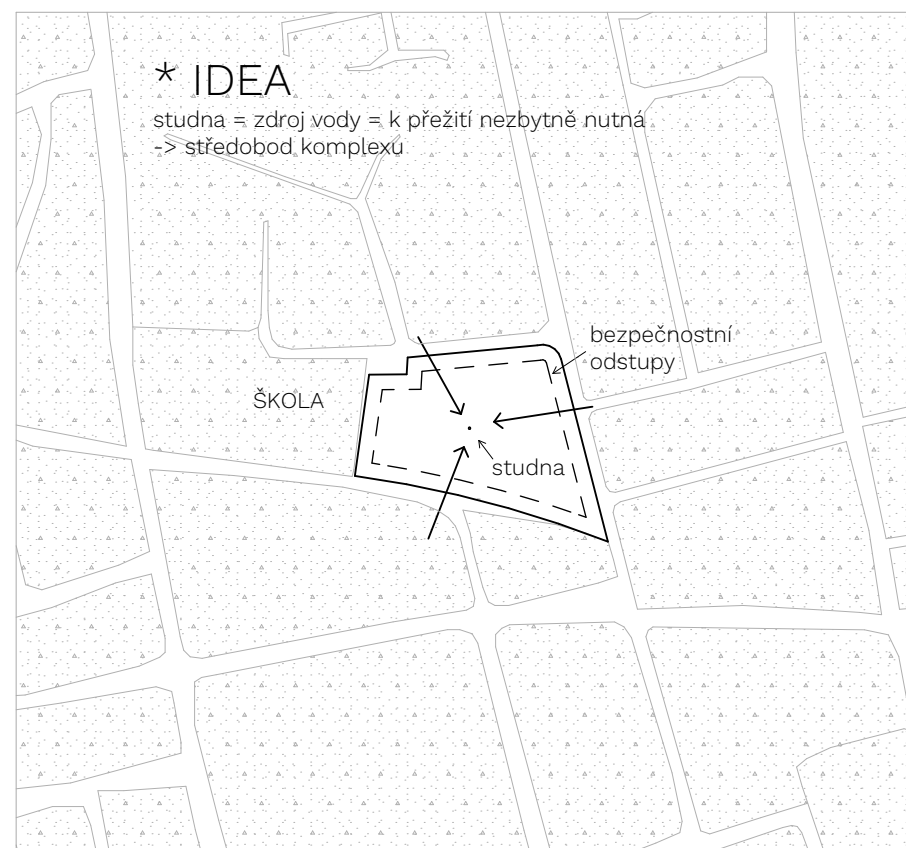 * IDEA
studna = zdroj vody = k přežití nezbytně nutná
-> středobod komplexu
bezpečnostní
odstupy
ŠKOLA
studna